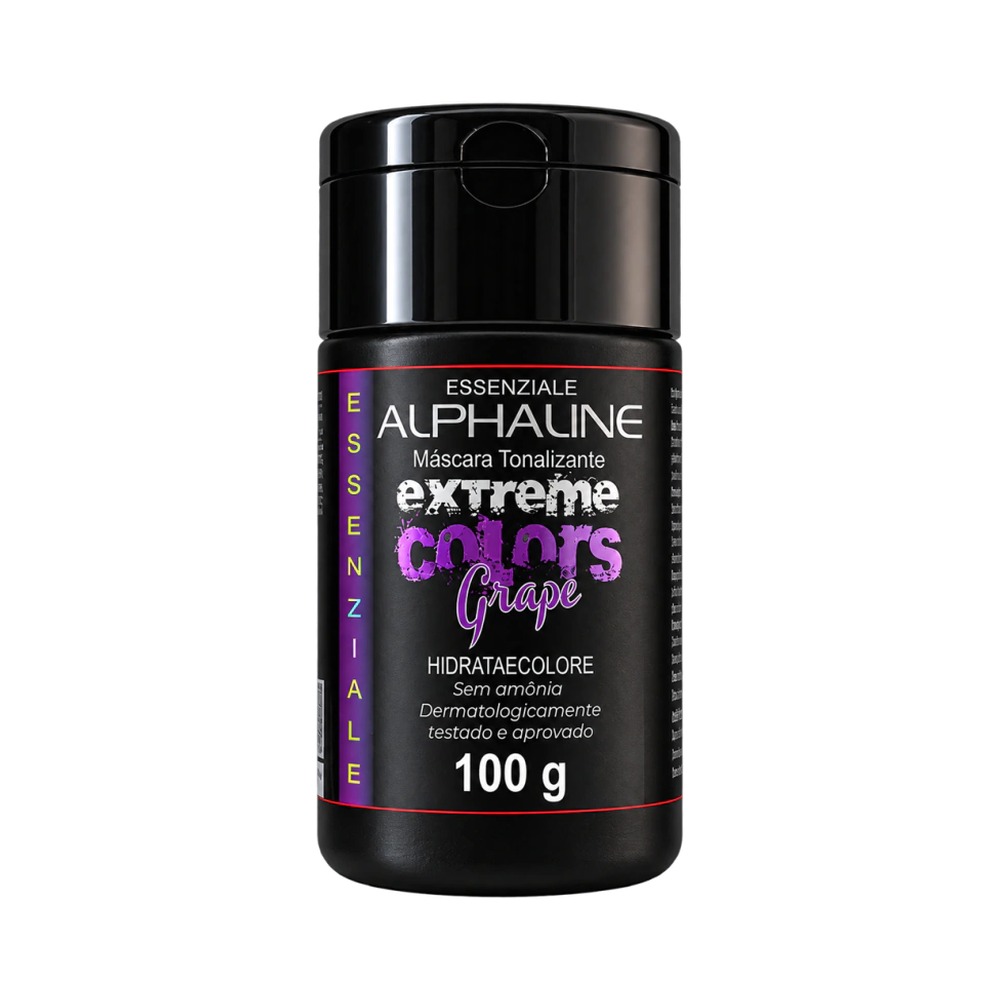 ESSENZIALE
ESSENZIALE
ALPHALINE
Máscara Tonalizante
extreme
colors
Grape
HIDRATAECOLORE
Sem amônia
Dermatologicamente
testado e aprovado
100 g